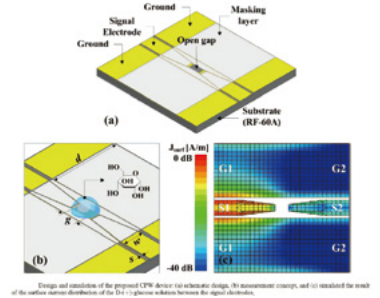 Ground
Masking
layer
Signal
Electrode
Ground
Open gap
Substrate
(RF-60A)
(a)
d
HO
O
HO
OH
OH
OH
g
w
s
(b)
J surf [A/m]
0 dB
-40 dB
G1
G2
S1
S2
G1
G2
(c)
Design and simulation of the proposed CPW device: (a) schematic design, (b) measurement concept, and (c) simulated the result
of the surface current distribution of the D-(+)-glucose solution between the signal electrodes.